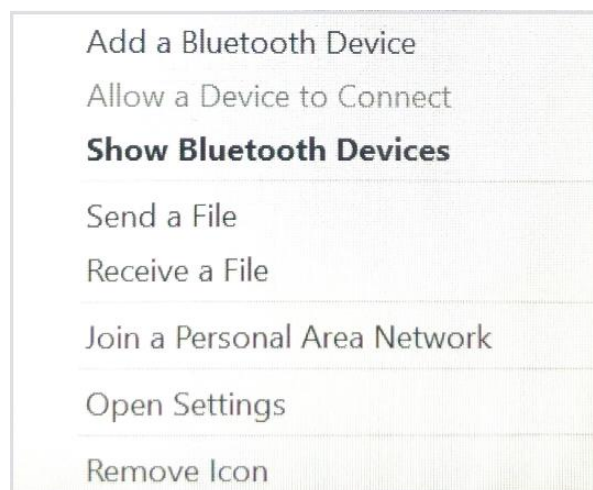 Add a Bluetooth Device
Allow a Device to Connect
Show Bluetooth Devices
Send a File
Receive a File
Join a Personal Area Network
Open Settings
Remove Icon